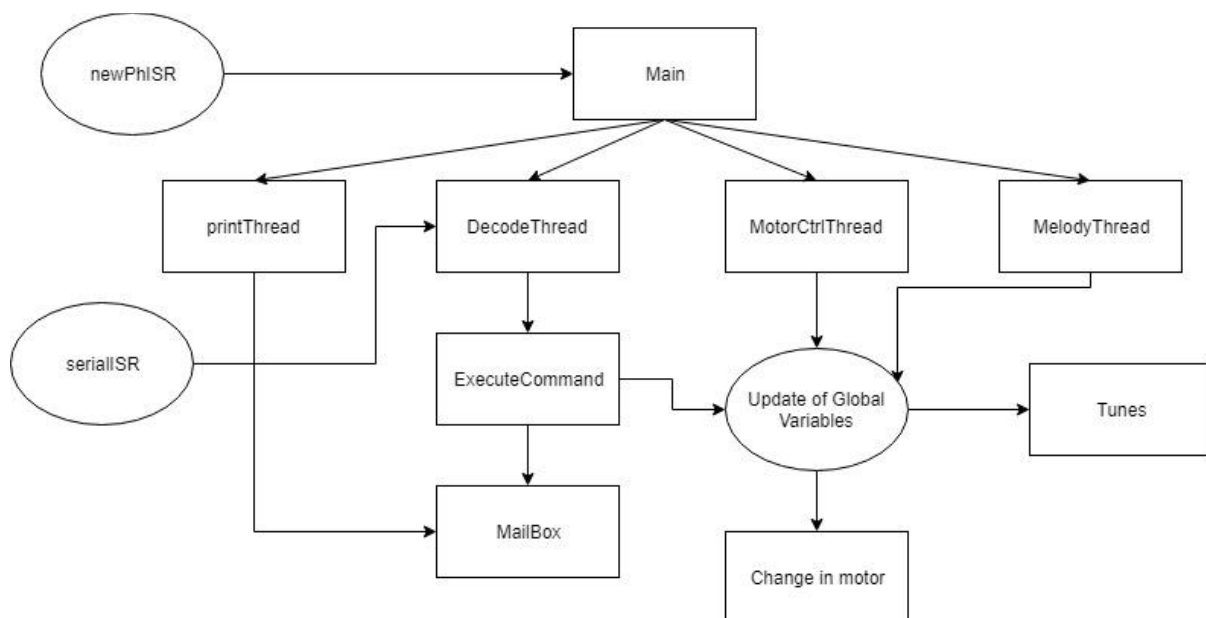 newPhISR
Main
printThread
DecodeThread
MotorCtrlThread
MelodyThread
serialISR
ExecuteCommand
Update of Global
Variables
Tunes
MailBox
Change in motor